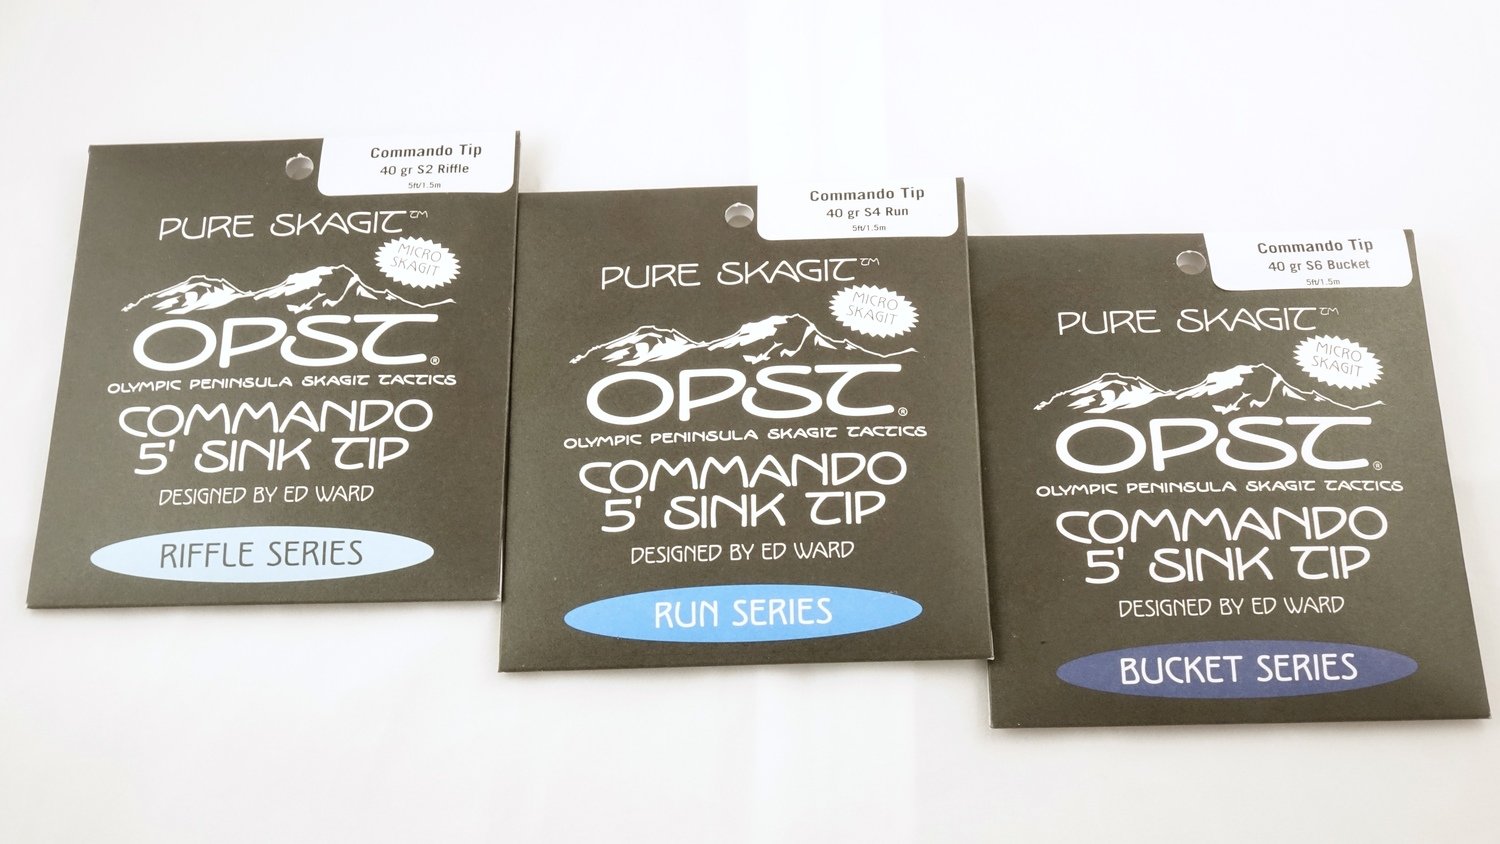 Commando Tip
40 gr S2 Riffle
5ft/1.5m
PURE SKAGIT™
MICRO
SKAGIT
OPST®
OLYMPIC PENINSULA SKAGIT TACTICS
COMMANDO
5' SINK TIP
DESIGNED BY ED WARD
RIFFLE SERIES
Commando Tip
40 gr S4 Run
5ft/1.5m
PURE SKAGIT™
MICRO
SKAGIT
OPST®
OLYMPIC PENINSULA SKAGIT TACTICS
COMMANDO
5' SINK TIP
DESIGNED BY ED WARD
RUN SERIES
Commando Tip
40 gr S6 Bucket
5ft/1.5m
PURE SKAGIT™
MICRO
SKAGIT
OPST®
OLYMPIC PENINSULA SKAGIT TACTICS
COMMANDO
5' SINK TIP
DESIGNED BY ED WARD
BUCKET SERIES